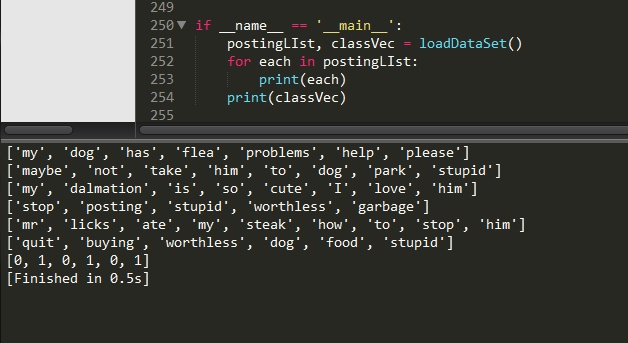 249
250 if __name__ == '__main__':
251     postingLIst, classVec = loadDataSet()
252     for each in postingLIst:
253         print(each)
254     print(classVec)
255
['my', 'dog', 'has', 'flea', 'problems', 'help', 'please']
['maybe', 'not', 'take', 'him', 'to', 'dog', 'park', 'stupid']
['my', 'dalmation', 'is', 'so', 'cute', 'I', 'love', 'him']
['stop', 'posting', 'stupid', 'worthless', 'garbage']
['mr', 'licks', 'ate', 'my', 'steak', 'how', 'to', 'stop', 'him']
['quit', 'buying', 'worthless', 'dog', 'food', 'stupid']
[0, 1, 0, 1, 0, 1]
[Finished in 0.5s]